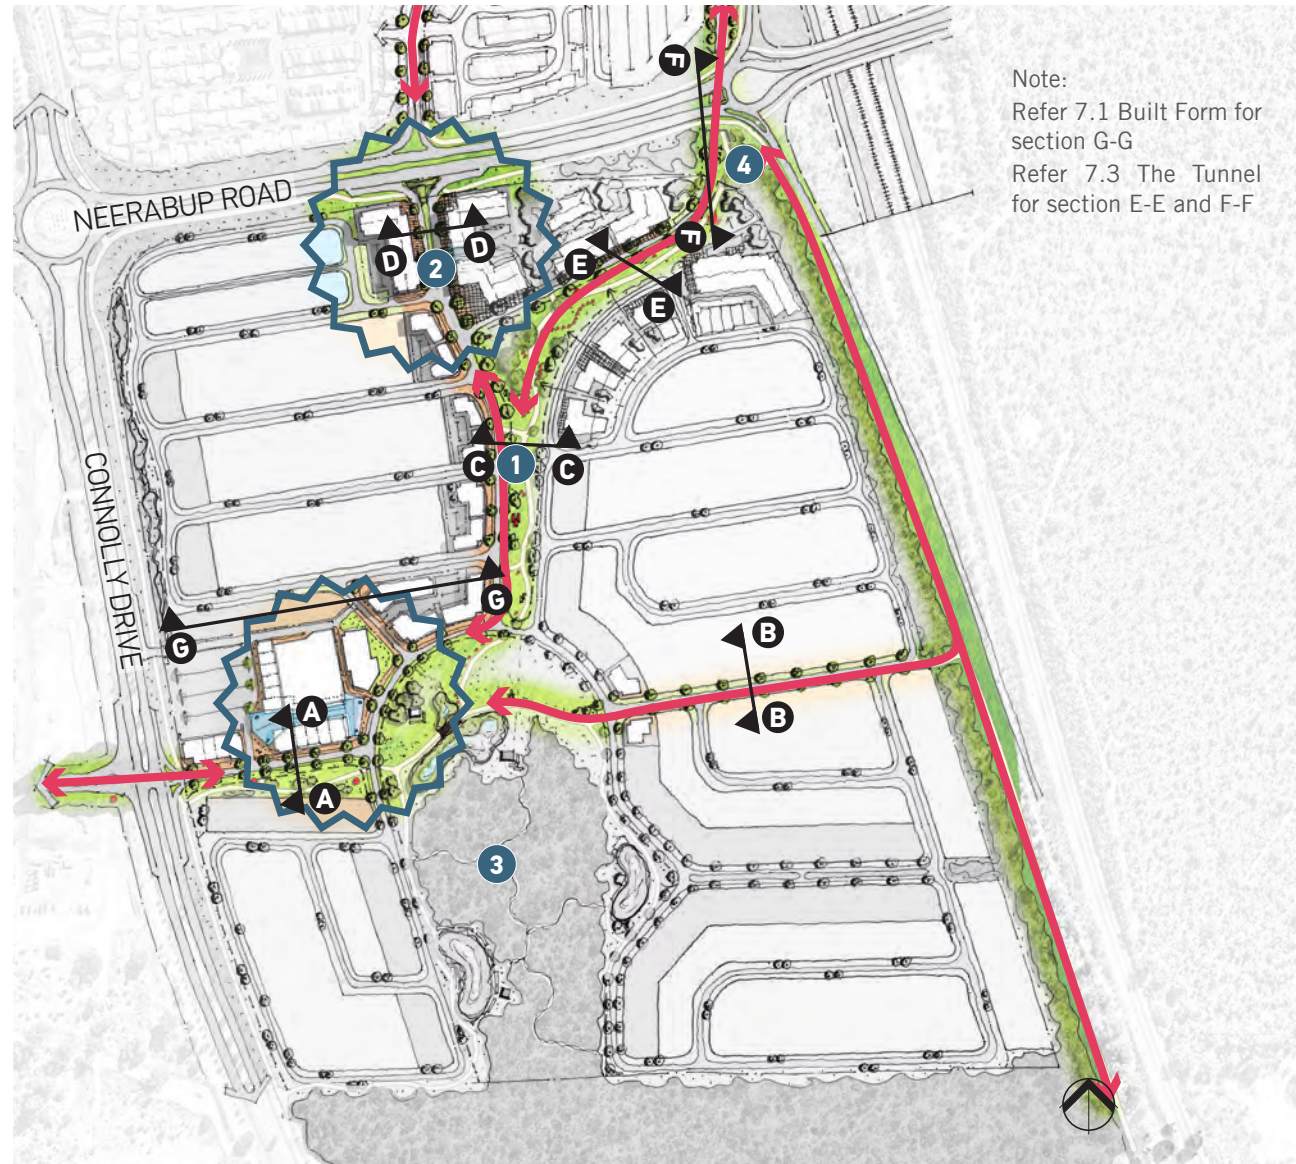 Note:
Refer 7.1 Built Form for
section G-G
Refer 7.3 The Tunnel
for section E-E and F-F
F
4
NEERABUP ROAD
D
D
2
F
E
E
C
1
C
CONNOLLY DRIVE
G
G
B
B
A
A
3